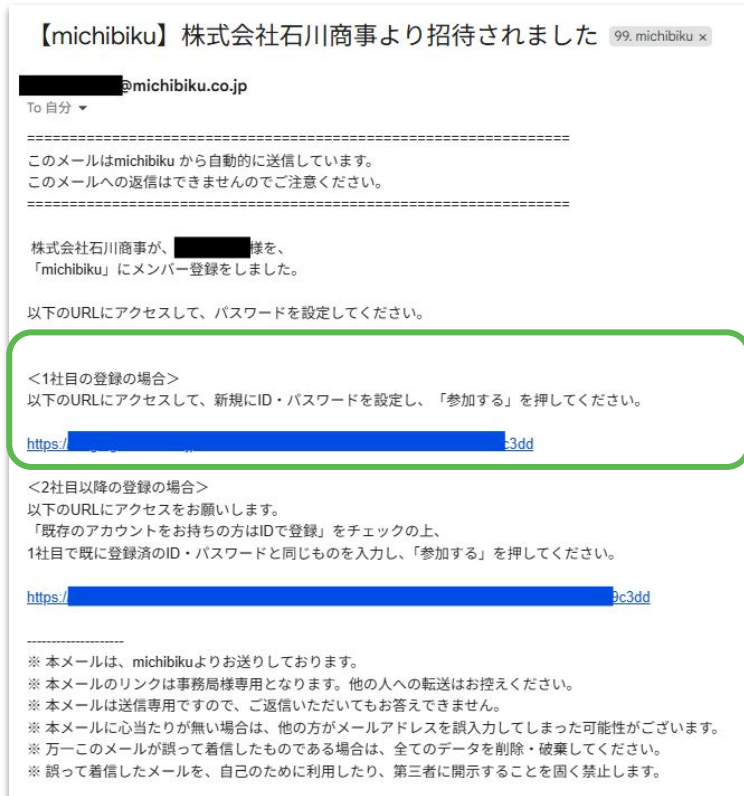 【michibiku】株式会社石川商事より招待されました 99. michibiku ×
@michibiku.co.jp
To 自分
================================================================
このメールはmichibiku から自動的に送信しています。
このメールへの返信はできませんのでご注意ください。
================================================================
株式会社石川商事が、 様を、
「michibiku」にメンバー登録をしました。
以下のURLにアクセスして、パスワードを設定してください。
＜1社目の登録の場合＞
以下のURLにアクセスして、新規にID・パスワードを設定し、「参加する」を押してください。
https:/ c3dd
＜2社目以降の登録の場合＞
以下のURLにアクセスをお願いします。
「既存のアカウントをお持ちの方はIDで登録」をチェックの上、
1社目で既に登録済のID・パスワードと同じものを入力し、「参加する」を押してください。
https:/ 9c3dd
--------------------
※ 本メールは、michibikuよりお送りしております。
※ 本メールのリンクは事務局様専用となります。他の人への転送はお控えください。
※ 本メールは送信専用ですので、ご返信いただいてもお答えできません。
※ 本メールに心当たりが無い場合は、他の方がメールアドレスを誤入力してしまった可能性がございます。
※ 万一このメールが誤って着信したものである場合は、全てのデータを削除・破棄してください。
※ 誤って着信したメールを、自己のために利用したり、第三者に開示することを固く禁止します。